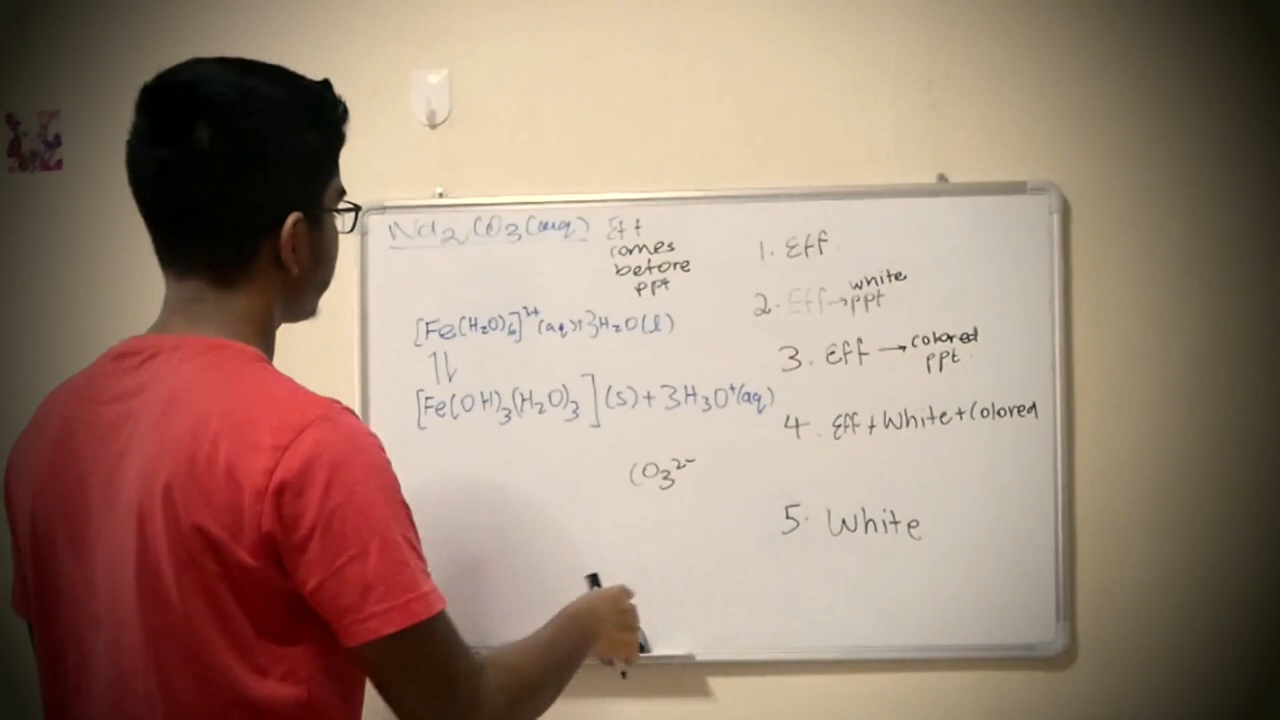 Na2CO3(aq)
Eff
comes
before
ppt
[Fe(H2O)6]3+(aq)+3H2O(l)
⇌
[Fe(OH)3(H2O)3](s)+3H3O+(aq)
CO3 2-
1. Eff.
2. Eff→white ppt
3. Eff → colored
ppt.
4. Eff+White+Colored
5. White